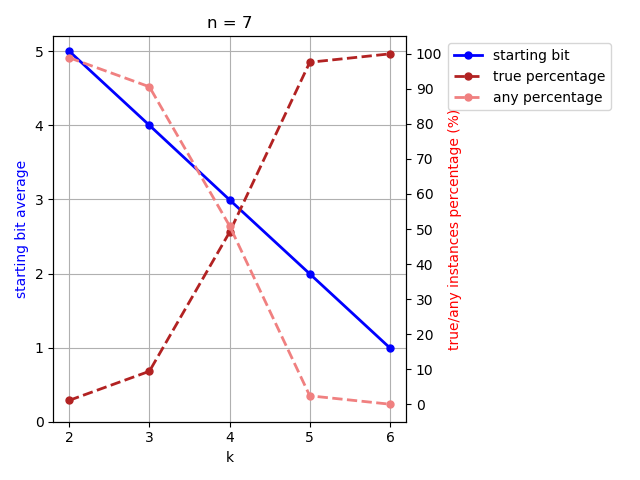 n = 7
starting bit
true percentage
any percentage
starting bit average
5
4
3
2
1
0
100
90
80
70
60
50
40
30
20
10
0
true/any instances percentage (%)
2 3 4 5 6
k